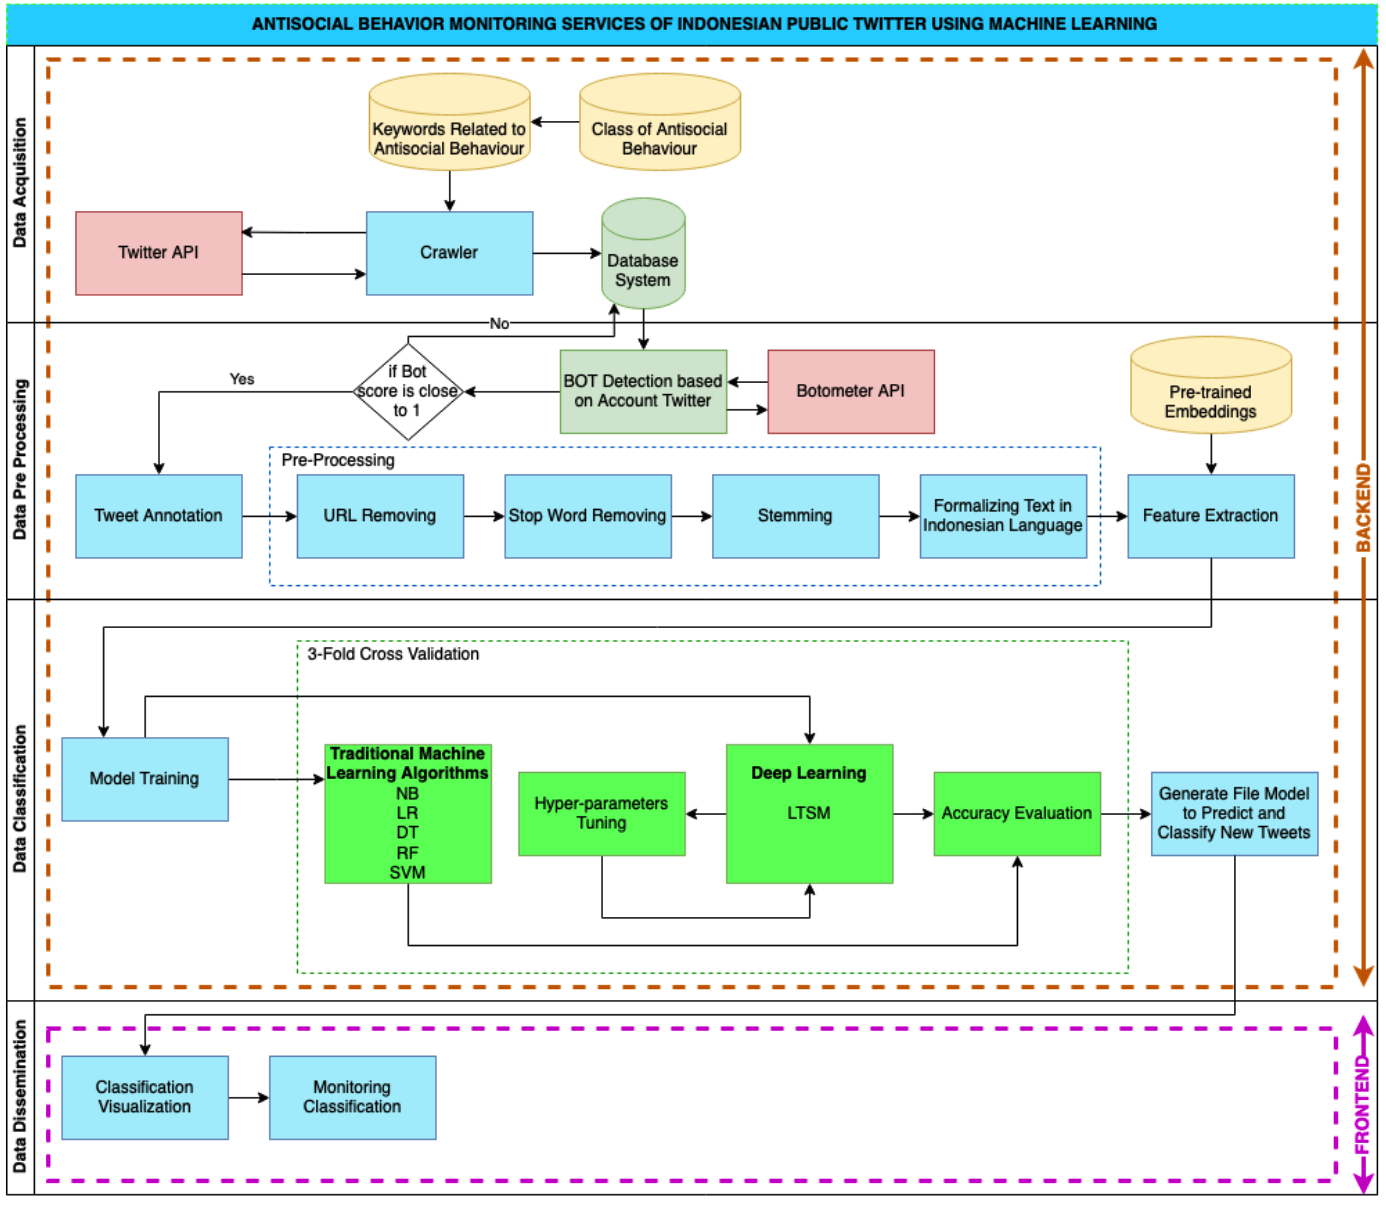 ANTISOCIAL BEHAVIOR MONITORING SERVICES OF INDONESIAN PUBLIC TWITTER USING MACHINE LEARNING
Data Acquisition
Keywords Related to
Antisocial Behaviour
Class of Antisocial
Behaviour
Twitter API
Crawler
Database
System
BACKEND
Data Pre Processing
No
Yes
if Bot
score is close
to 1
BOT Detection based
on Account Twitter
Botometer API
Pre-trained
Embeddings
Pre-Processing
Tweet Annotation
URL Removing
Stop Word Removing
Stemming
Formalizing Text in
Indonesian Language
Feature Extraction
Data Classification
3-Fold Cross Validation
Model Training
Traditional Machine
Learning Algorithms
NB
LR
DT
RF
SVM
Hyper-parameters
Tuning
Deep Learning
LTSM
Accuracy Evaluation
Generate File Model
to Predict and
Classify New Tweets
Data Dissemination
Classification
Visualization
Monitoring
Classification
FRONTEND